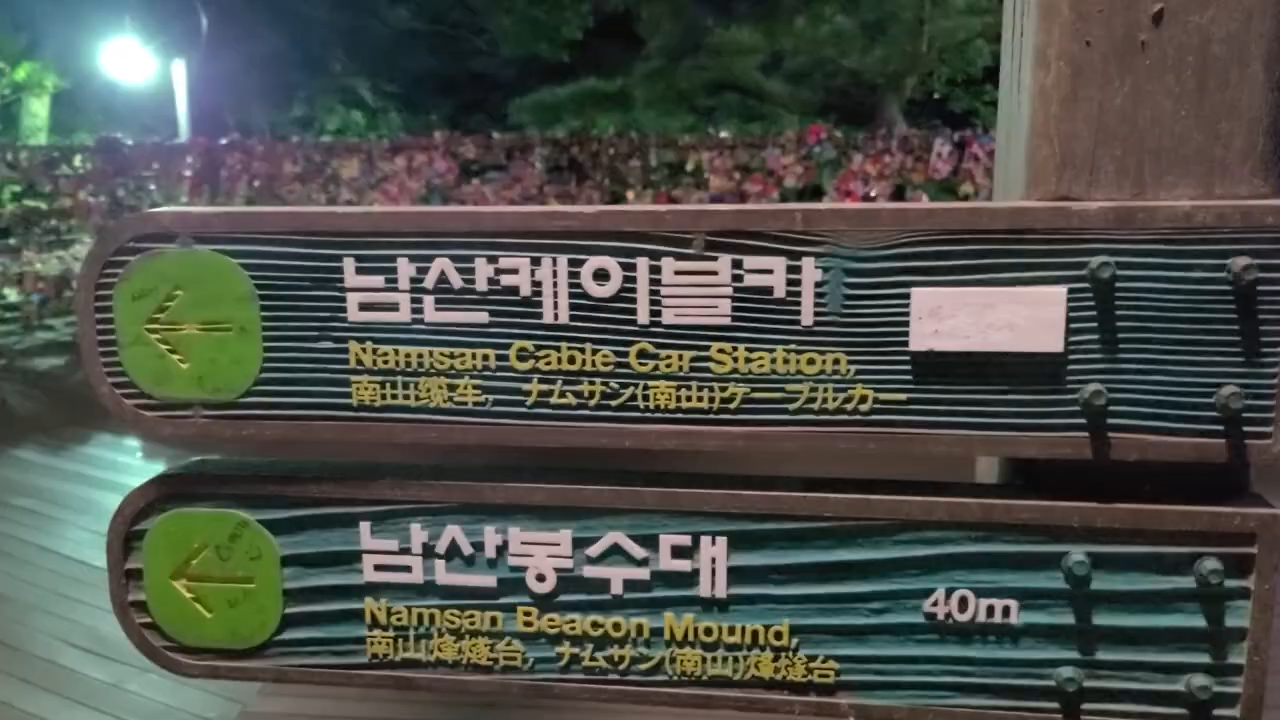 남산케이블카
Namsan Cable Car Station,
南山缆车, ナムサン(南山)ケーブルカー
남산봉수대
40m
Namsan Beacon Mound,
南山烽燧台, ナムサン(南山)烽燧台